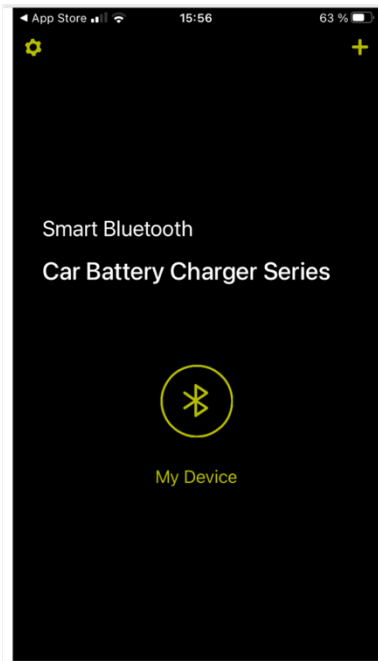 App Store 15:56 63 %
Smart Bluetooth
Car Battery Charger Series
My Device